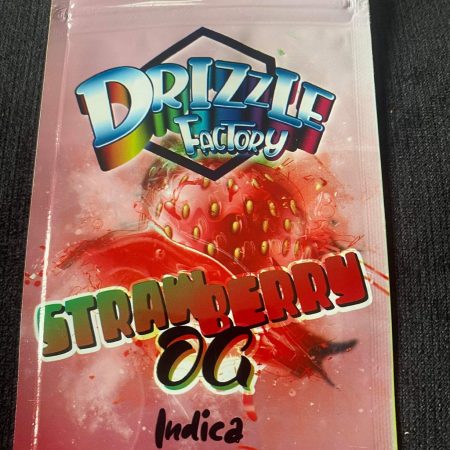 DRIZZLE
FACTORY
STRAWBERRY
OG
Indica